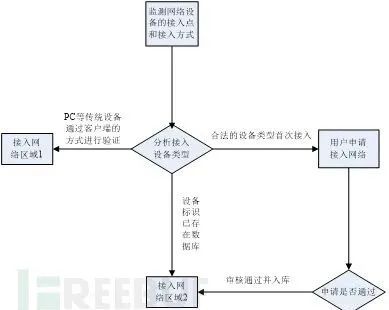 监测网络设
备的接入点
和接入方式
PC等传统设备
通过客户端的
方式进行验证
合法的设备类型首次接入
接入网
络区域1
分析接入
设备类型
用户申请
接入网络
设备
标识
已存
在数
据库
接入网
络区域2
审核通过并入库
申请是否通过